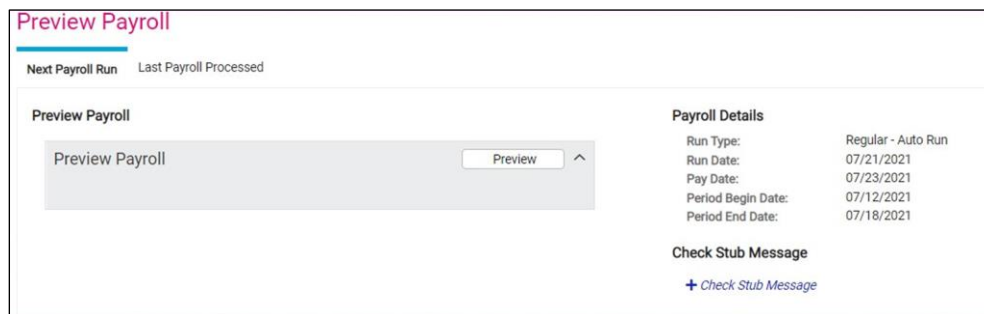 Preview Payroll
Next Payroll Run Last Payroll Processed
Preview Payroll
Preview Payroll Preview
Payroll Details
Run Type: Regular - Auto Run
Run Date: 07/21/2021
Pay Date: 07/23/2021
Period Begin Date: 07/12/2021
Period End Date: 07/18/2021
Check Stub Message
+ Check Stub Message